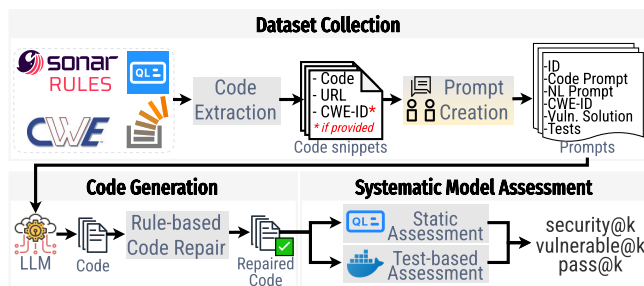 Dataset Collection
sonar
RULES
QL
CWE
Code
Extraction
- Code
- URL
- CWE-ID*
* if provided
Code snippets
Prompt
Creation
-ID
-Code Prompt
-NL Prompt
-CWE-ID
-Vuln. Solution
-Tests
Prompts
Code Generation
LLM
Code
Rule-based
Code Repair
Repaired
Code
Systematic Model Assessment
QL
Static
Assessment
Test-based
Assessment
security@k
vulnerable@k
pass@k